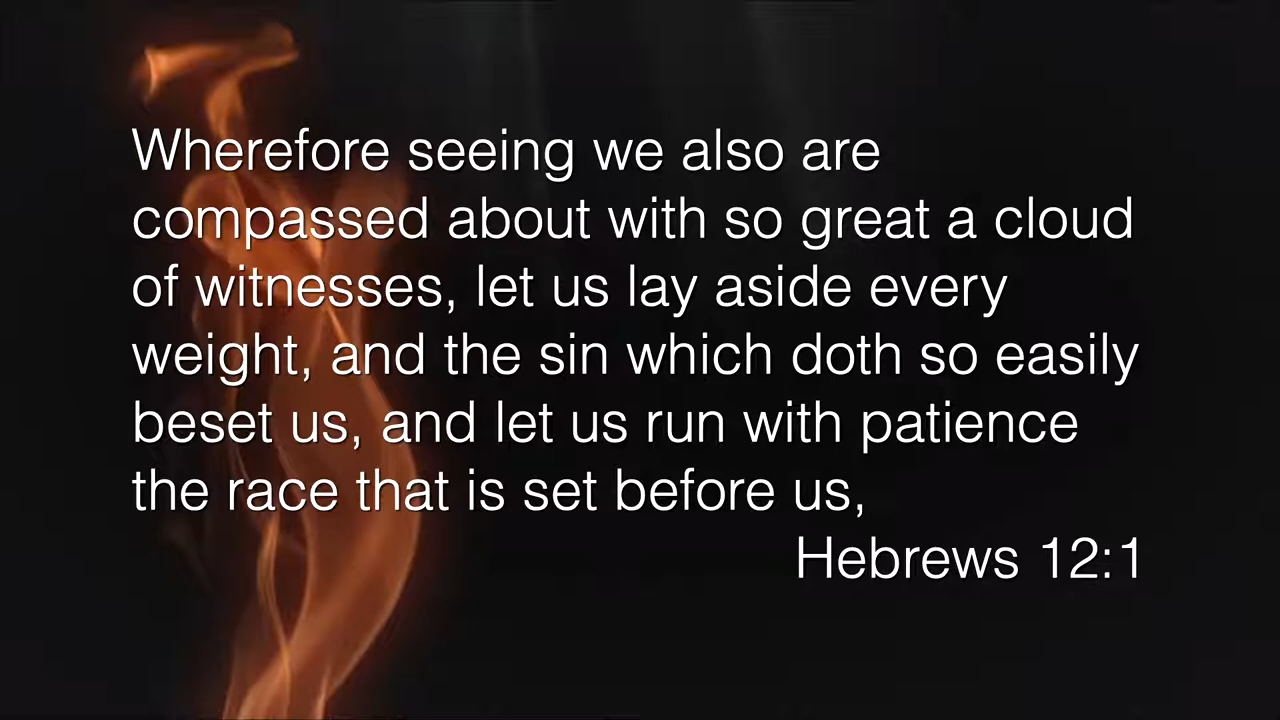 Wherefore seeing we also are
compassed about with so great a cloud
of witnesses, let us lay aside every
weight, and the sin which doth so easily
beset us, and let us run with patience
the race that is set before us,
Hebrews 12:1